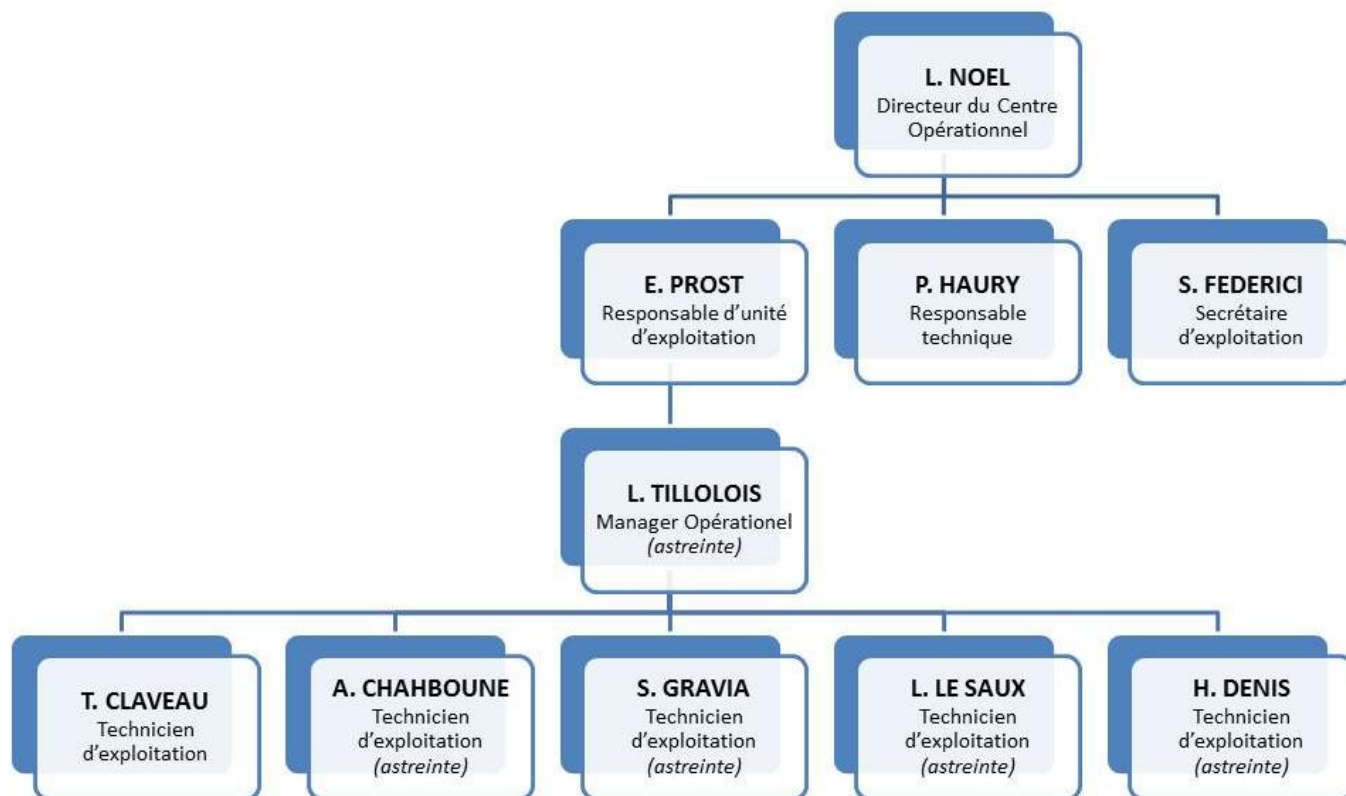 L. NOEL
Directeur du Centre
Opérationnel
E. PROST
Responsable d’unité
d’exploitation
P. HAURY
Responsable
technique
S. FEDERICI
Secrétaire
d’exploitation
L. TILLOLOIS
Manager Opérationel
(astreinte)
T. CLAVEAU
Technicien
d’exploitation
A. CHAHBOUNE
Technicien
d’exploitation
(astreinte)
S. GRAVIA
Technicien
d’exploitation
(astreinte)
L. LE SAUX
Technicien
d’exploitation
(astreinte)
H. DENIS
Technicien
d’exploitation
(astreinte)